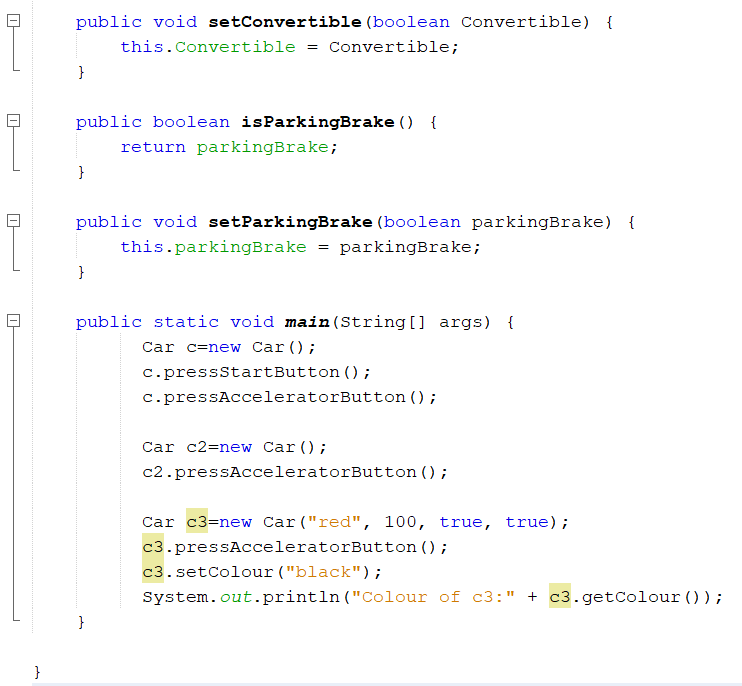 public void setConvertible(boolean Convertible) {
this.Convertible = Convertible;
}
public boolean isParkingBrake() {
return parkingBrake;
}
public void setParkingBrake(boolean parkingBrake) {
this.parkingBrake = parkingBrake;
}
public static void main(String[] args) {
Car c=new Car();
c.pressStartButton();
c.pressAcceleratorButton();
Car c2=new Car();
c2.pressAcceleratorButton();
Car c3=new Car("red", 100, true, true);
c3.pressAcceleratorButton();
c3.setColour("black");
System.out.println("Colour of c3:" + c3.getColour());
}
}